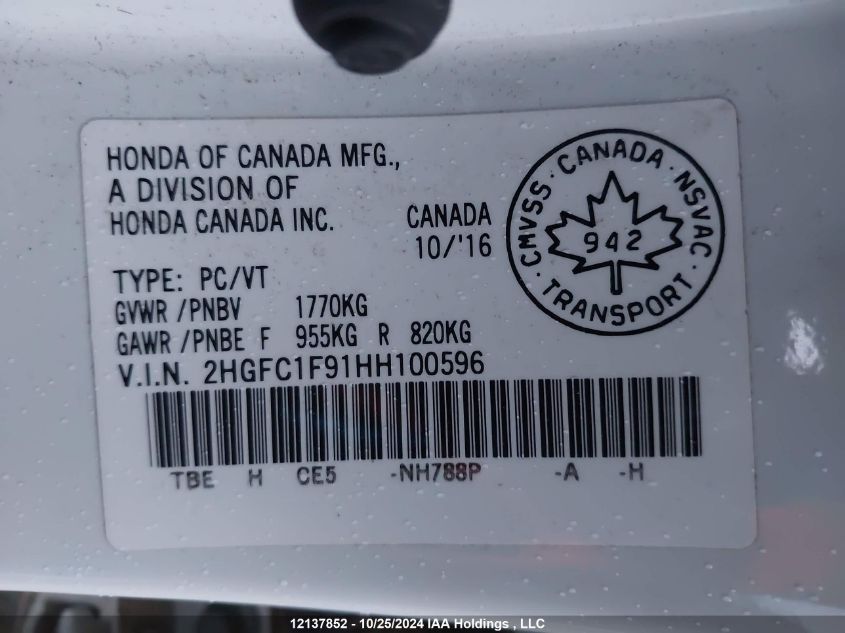 HONDA OF CANADA MFG.,
A DIVISION OF
HONDA CANADA INC.
CANADA
10/'16
CMVSS · CANADA · NSVAC
942
· TRANSPORT ·
TYPE: PC/VT
GVWR /PNBV 1770KG
GAWR /PNBE F 955KG R 820KG
V.I.N. 2HGFC1F91HH100596
TBE H CE5 -NH788P -A -H
12137852 - 10/25/2024 IAA Holdings , LLC